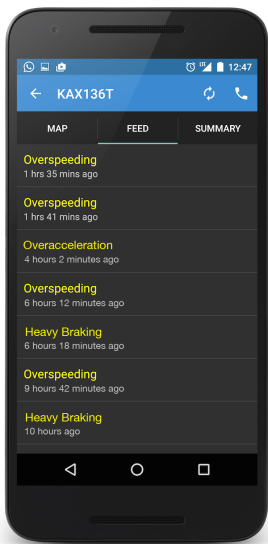 12:47
KAX136T
MAP FEED SUMMARY
Overspeeding
1 hrs 35 mins ago
Overspeeding
1 hrs 41 mins ago
Overacceleration
4 hours 2 minutes ago
Overspeeding
6 hours 12 minutes ago
Heavy Braking
6 hours 18 minutes ago
Overspeeding
9 hours 42 minutes ago
Heavy Braking
10 hours ago